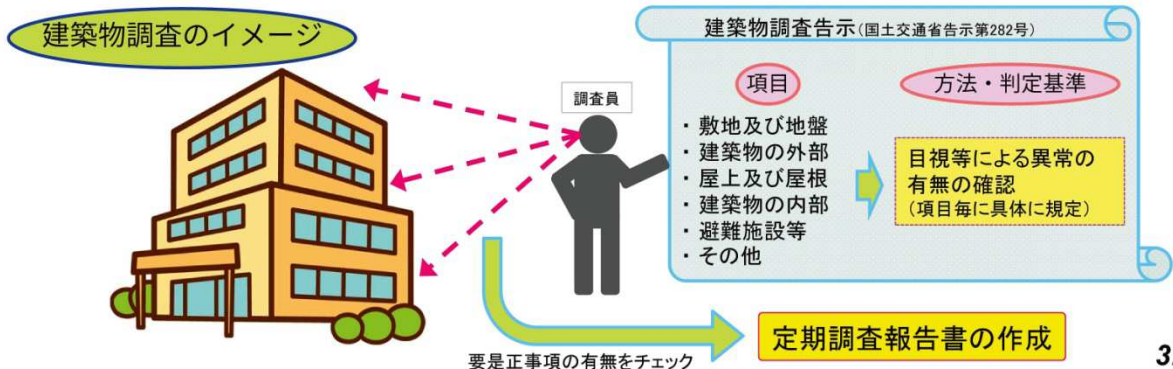 建築物調査のイメージ
調査員
建築物調査告示(国土交通省告示第282号)
項目
・敷地及び地盤
・建築物の外部
・屋上及び屋根
・建築物の内部
・避難施設等
・その他
方法・判定基準
目視等による異常の
有無の確認
(項目毎に具体に規定)
要是正事項の有無をチェック
定期調査報告書の作成
3